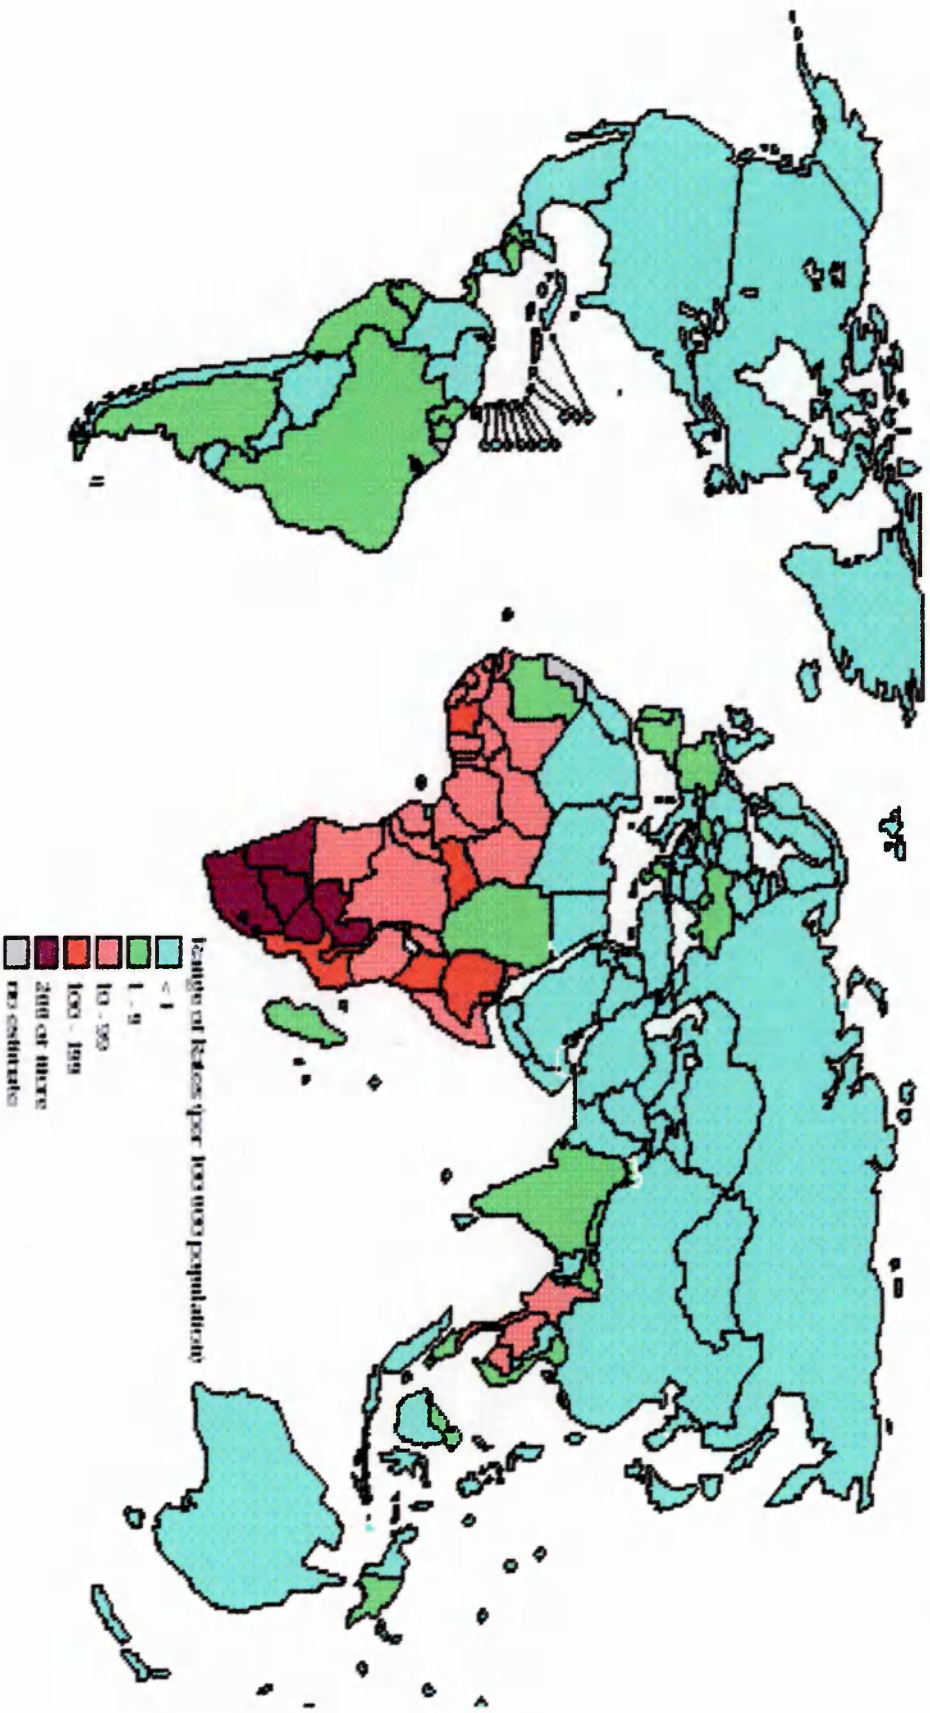 Range of Rates (per 100 000 population)
< 1
1 - 9
10 - 99
100 - 199
200 or more
no estimate